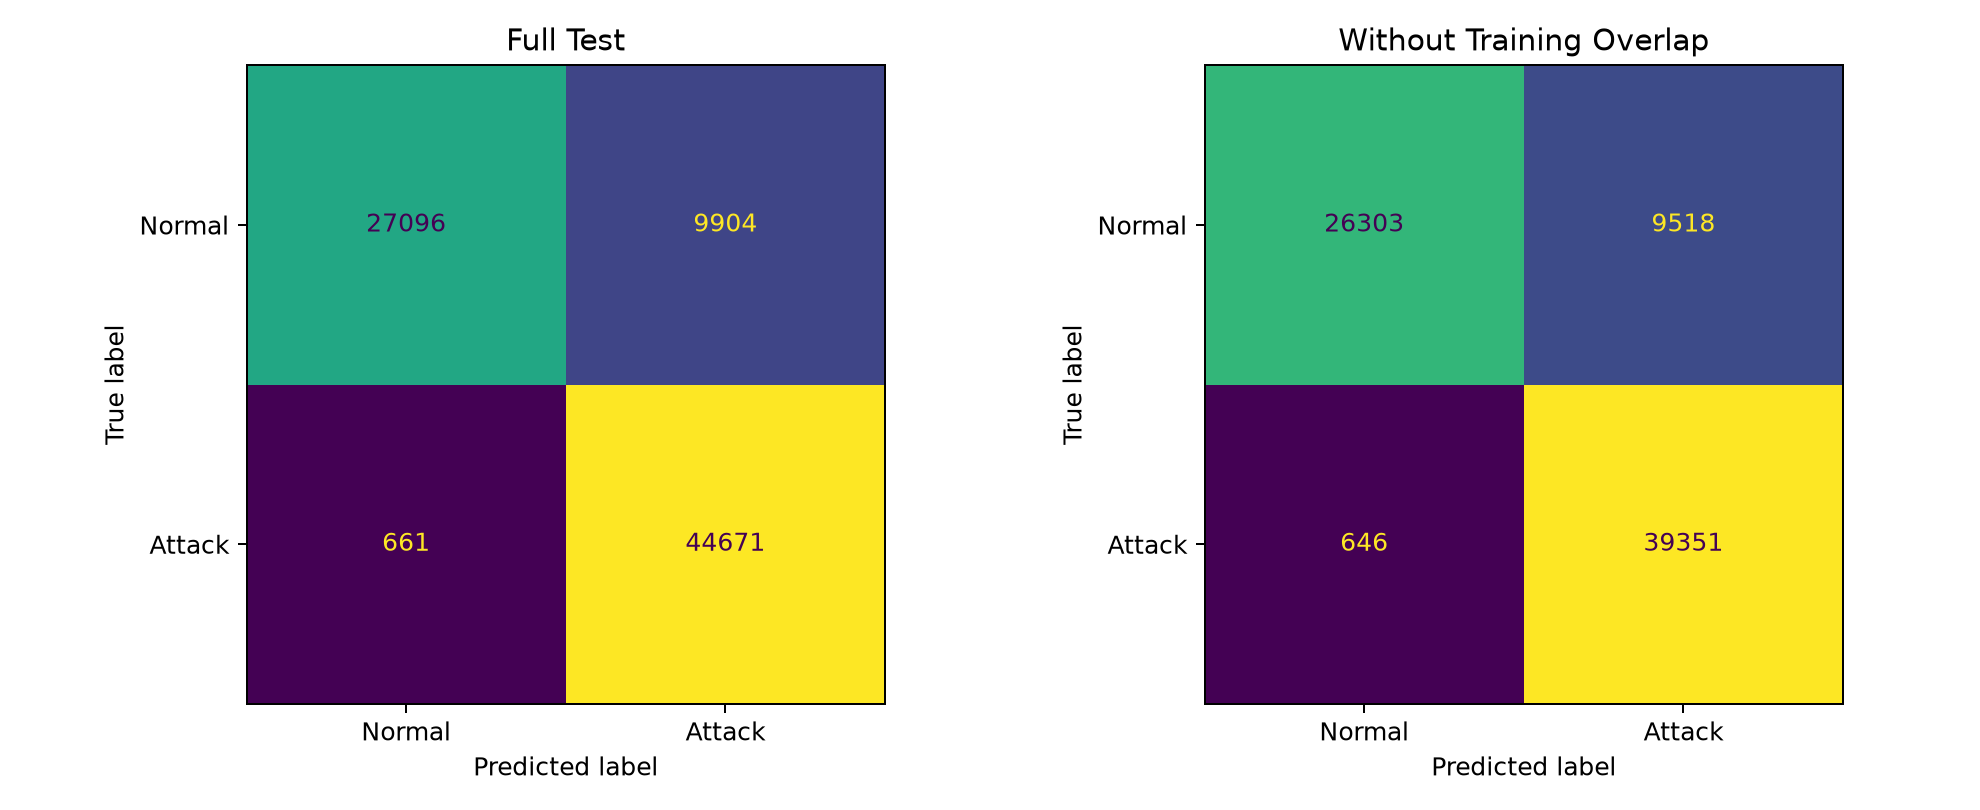 Full Test
Normal
27096
9904
True label
Attack
661
44671
Normal
Attack
Predicted label
Without Training Overlap
Normal
26303
9518
True label
Attack
646
39351
Normal
Attack
Predicted label